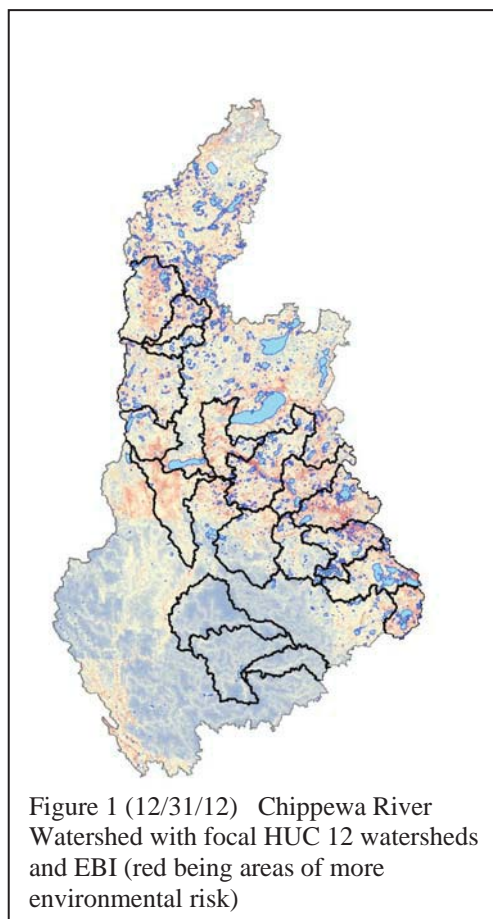 Figure 1 (12/31/12) Chippewa River
Watershed with focal HUC 12 watersheds
and EBI (red being areas of more
environmental risk)